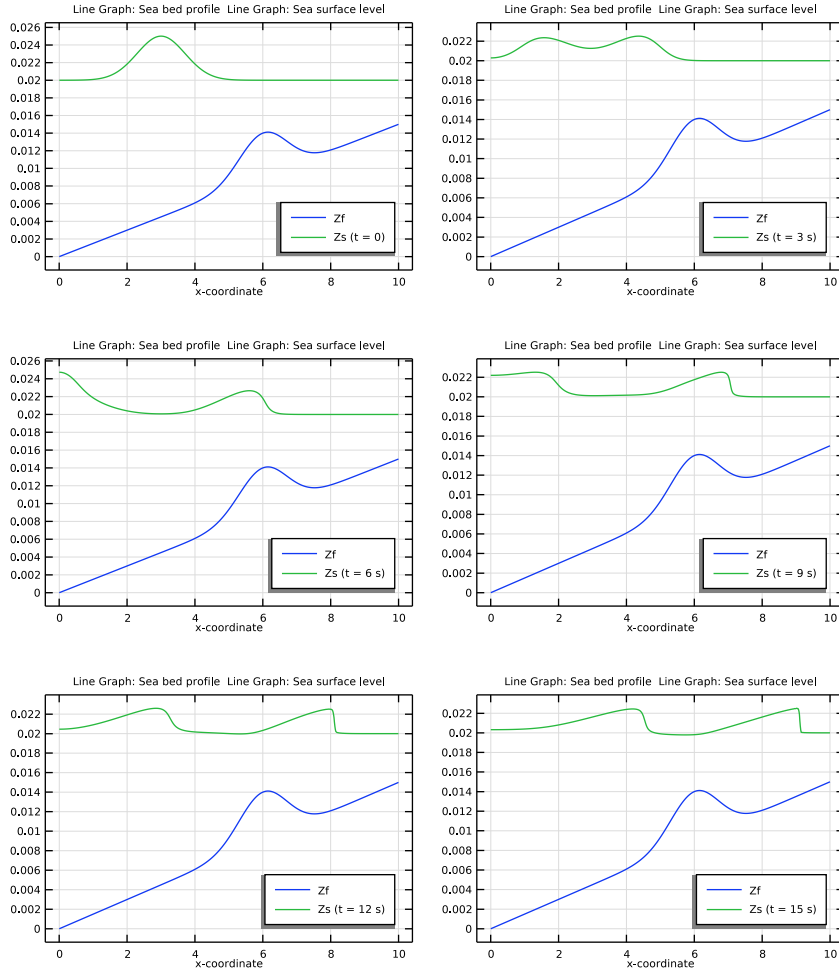 Line Graph: Sea bed profile  Line Graph: Sea surface level
0.026
0.024
0.022
0.02
0.018
0.016
0.014
0.012
0.01
0.008
0.006
0.004
0.002
0
Zf
Zs (t = 0)
0 2 4 6 8 10
x-coordinate
Line Graph: Sea bed profile  Line Graph: Sea surface level
0.022
0.02
0.018
0.016
0.014
0.012
0.01
0.008
0.006
0.004
0.002
0
Zf
Zs (t = 3 s)
0 2 4 6 8 10
x-coordinate
Line Graph: Sea bed profile  Line Graph: Sea surface level
0.026
0.024
0.022
0.02
0.018
0.016
0.014
0.012
0.01
0.008
0.006
0.004
0.002
0
Zf
Zs (t = 6 s)
0 2 4 6 8 10
x-coordinate
Line Graph: Sea bed profile  Line Graph: Sea surface level
0.022
0.02
0.018
0.016
0.014
0.012
0.01
0.008
0.006
0.004
0.002
0
Zf
Zs (t = 9 s)
0 2 4 6 8 10
x-coordinate
Line Graph: Sea bed profile  Line Graph: Sea surface level
0.022
0.02
0.018
0.016
0.014
0.012
0.01
0.008
0.006
0.004
0.002
0
Zf
Zs (t = 12 s)
0 2 4 6 8 10
x-coordinate
Line Graph: Sea bed profile  Line Graph: Sea surface level
0.022
0.02
0.018
0.016
0.014
0.012
0.01
0.008
0.006
0.004
0.002
0
Zf
Zs (t = 15 s)
0 2 4 6 8 10
x-coordinate